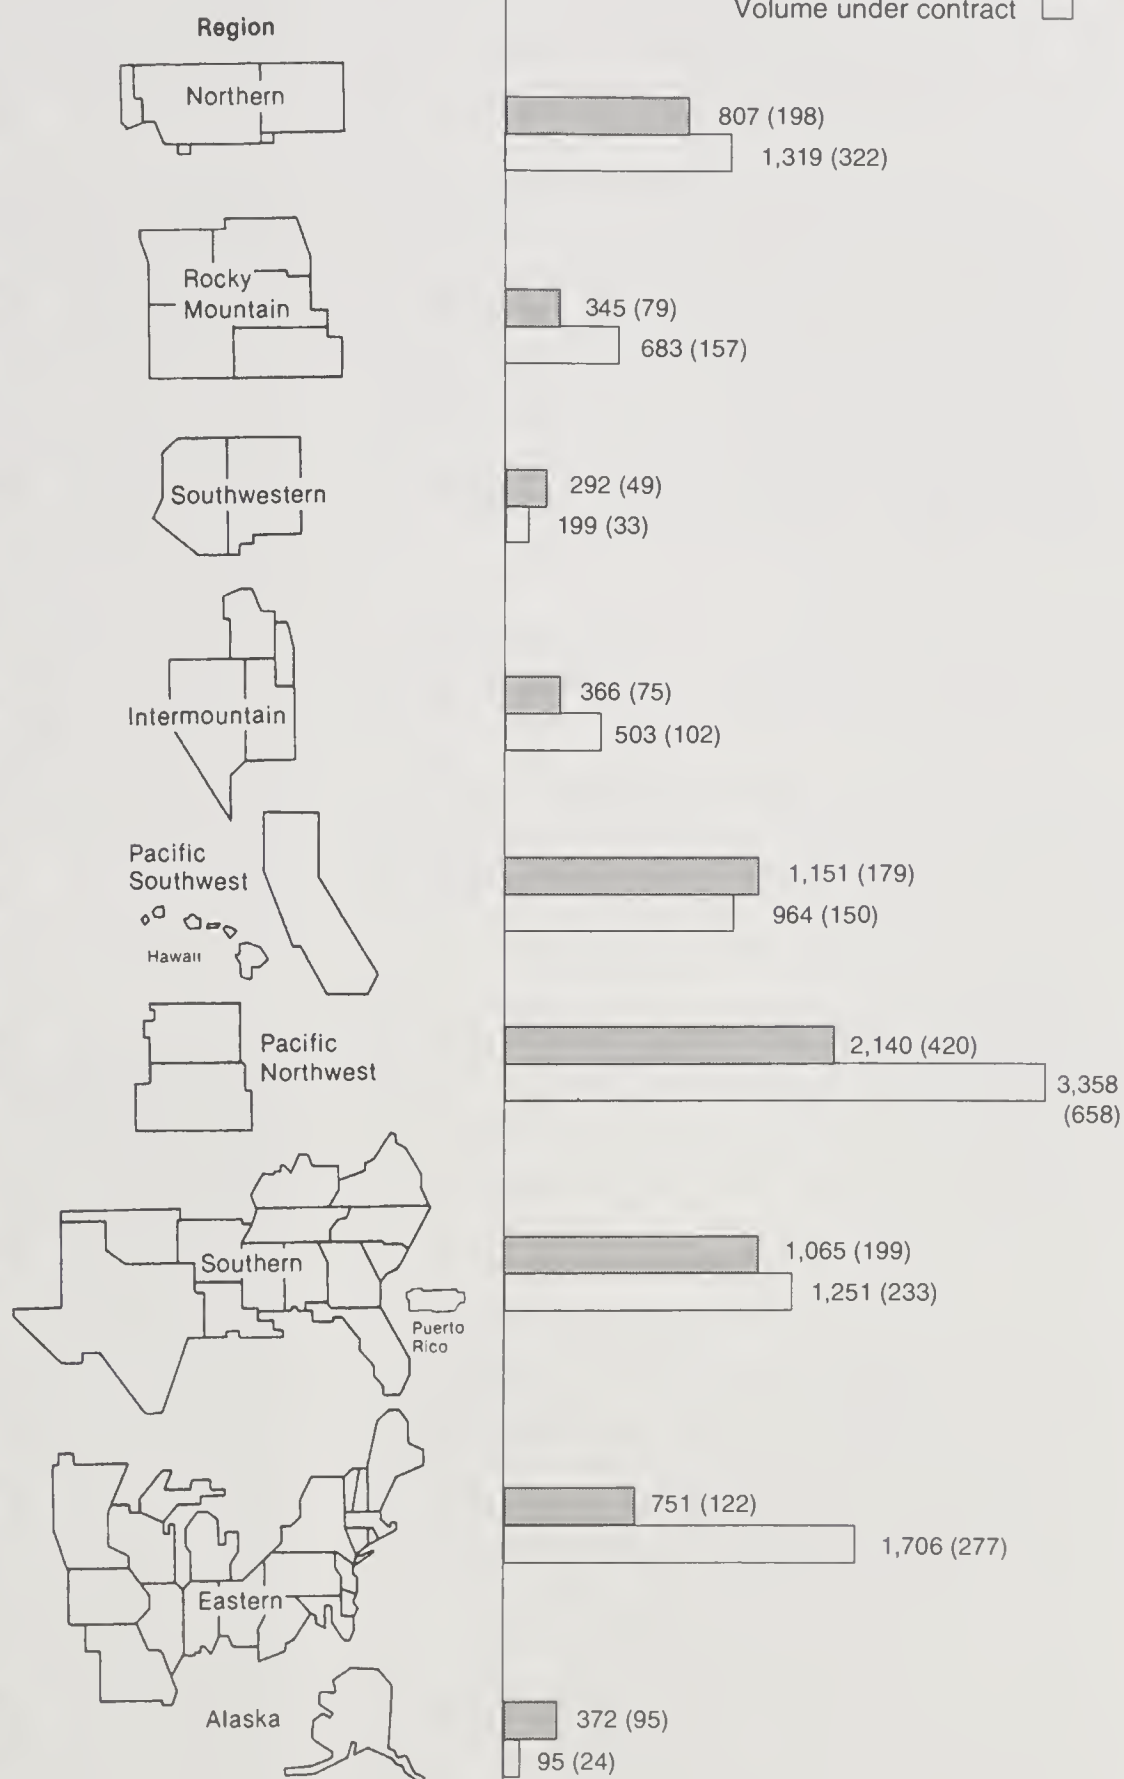 Volume under contract
Region
Northern
807 (198)
1,319 (322)
Rocky
Mountain
345 (79)
683 (157)
Southwestern
292 (49)
199 (33)
Intermountain
366 (75)
503 (102)
Pacific
Southwest
Hawaii
1,151 (179)
964 (150)
Pacific
Northwest
2,140 (420)
3,358
(658)
Southern
Puerto
Rico
1,065 (199)
1,251 (233)
Eastern
751 (122)
1,706 (277)
Alaska
372 (95)
95 (24)